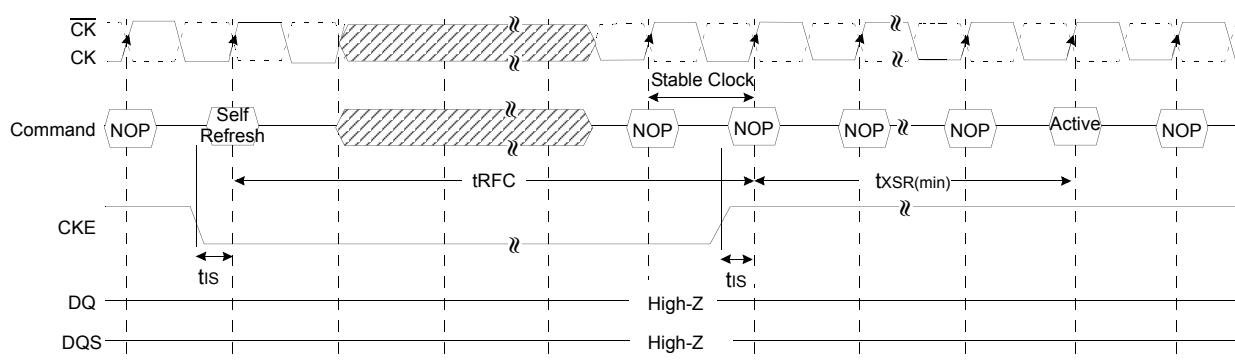 CK
CK
Stable Clock
Command
NOP
Self
Refresh
NOP
NOP
NOP
NOP
Active
NOP
tRFC
tXSR(min)
CKE
tIS
tIS
DQ
High-Z
DQS
High-Z